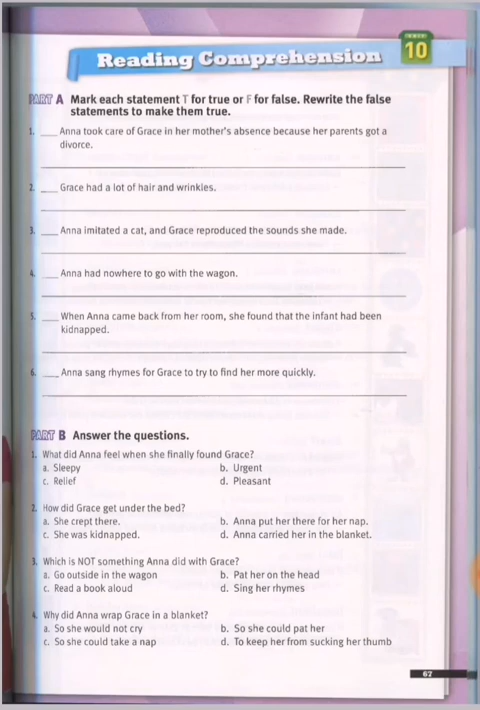 UNIT
10
Reading Comprehension
PART A Mark each statement T for true or F for false. Rewrite the false
statements to make them true.
1. ___ Anna took care of Grace in her mother's absence because her parents got a
divorce.
2. ___ Grace had a lot of hair and wrinkles.
3. ___ Anna imitated a cat, and Grace reproduced the sounds she made.
4. ___ Anna had nowhere to go with the wagon.
5. ___ When Anna came back from her room, she found that the infant had been
kidnapped.
6. ___ Anna sang rhymes for Grace to try to find her more quickly.
PART B Answer the questions.
1. What did Anna feel when she finally found Grace?
a. Sleepy b. Urgent
c. Relief d. Pleasant
2. How did Grace get under the bed?
a. She crept there. b. Anna put her there for her nap.
c. She was kidnapped. d. Anna carried her in the blanket.
3. Which is NOT something Anna did with Grace?
a. Go outside in the wagon b. Pat her on the head
c. Read a book aloud d. Sing her rhymes
4. Why did Anna wrap Grace in a blanket?
a. So she would not cry b. So she could pat her
c. So she could take a nap d. To keep her from sucking her thumb
67